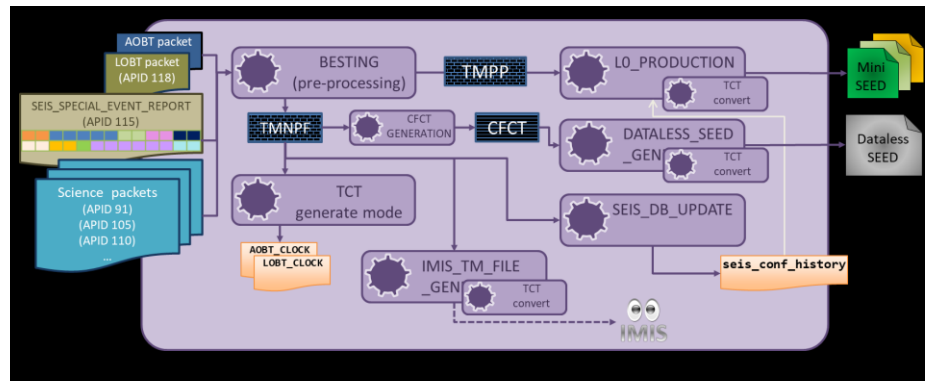 AOBT packet
LOBT packet
(APID 118)
SEIS_SPECIAL_EVENT_REPORT
(APID 115)
Science packets
(APID 91)
(APID 105)
(APID 110)
...
BESTING
(pre-processing)
TMPP
L0_PRODUCTION
TCT
convert
Mini
SEED
TMNPF
CFCT
GENERATION
CFCT
DATALESS_SEED
_GEN
TCT
convert
Dataless
SEED
TCT
generate mode
SEIS_DB_UPDATE
AOBT_CLOCK
LOBT_CLOCK
IMIS_TM_FILE
_GEN
TCT
convert
seis_conf_history
IMIS